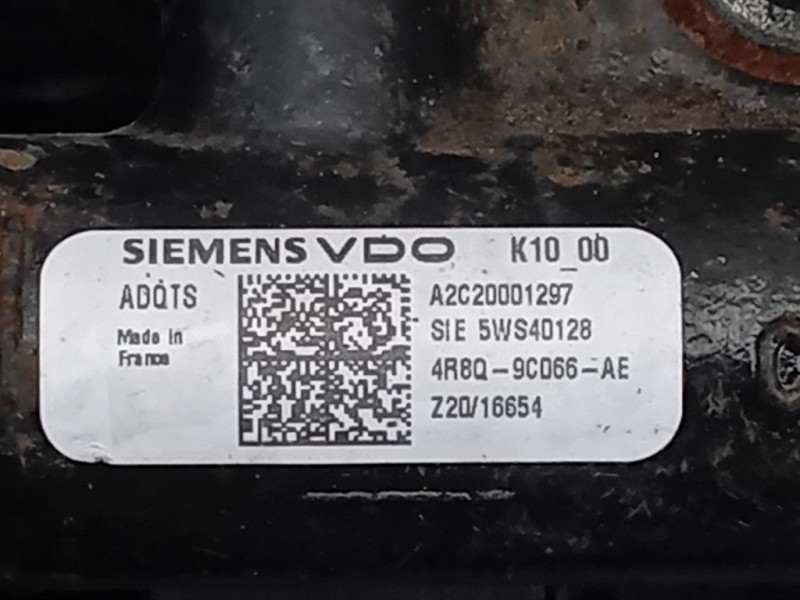 SIEMENS VDO K10_00
ADQTS
Made in
France
A2C20001297
SIE 5WS40128
4R8Q-9C066-AE
Z20/16654